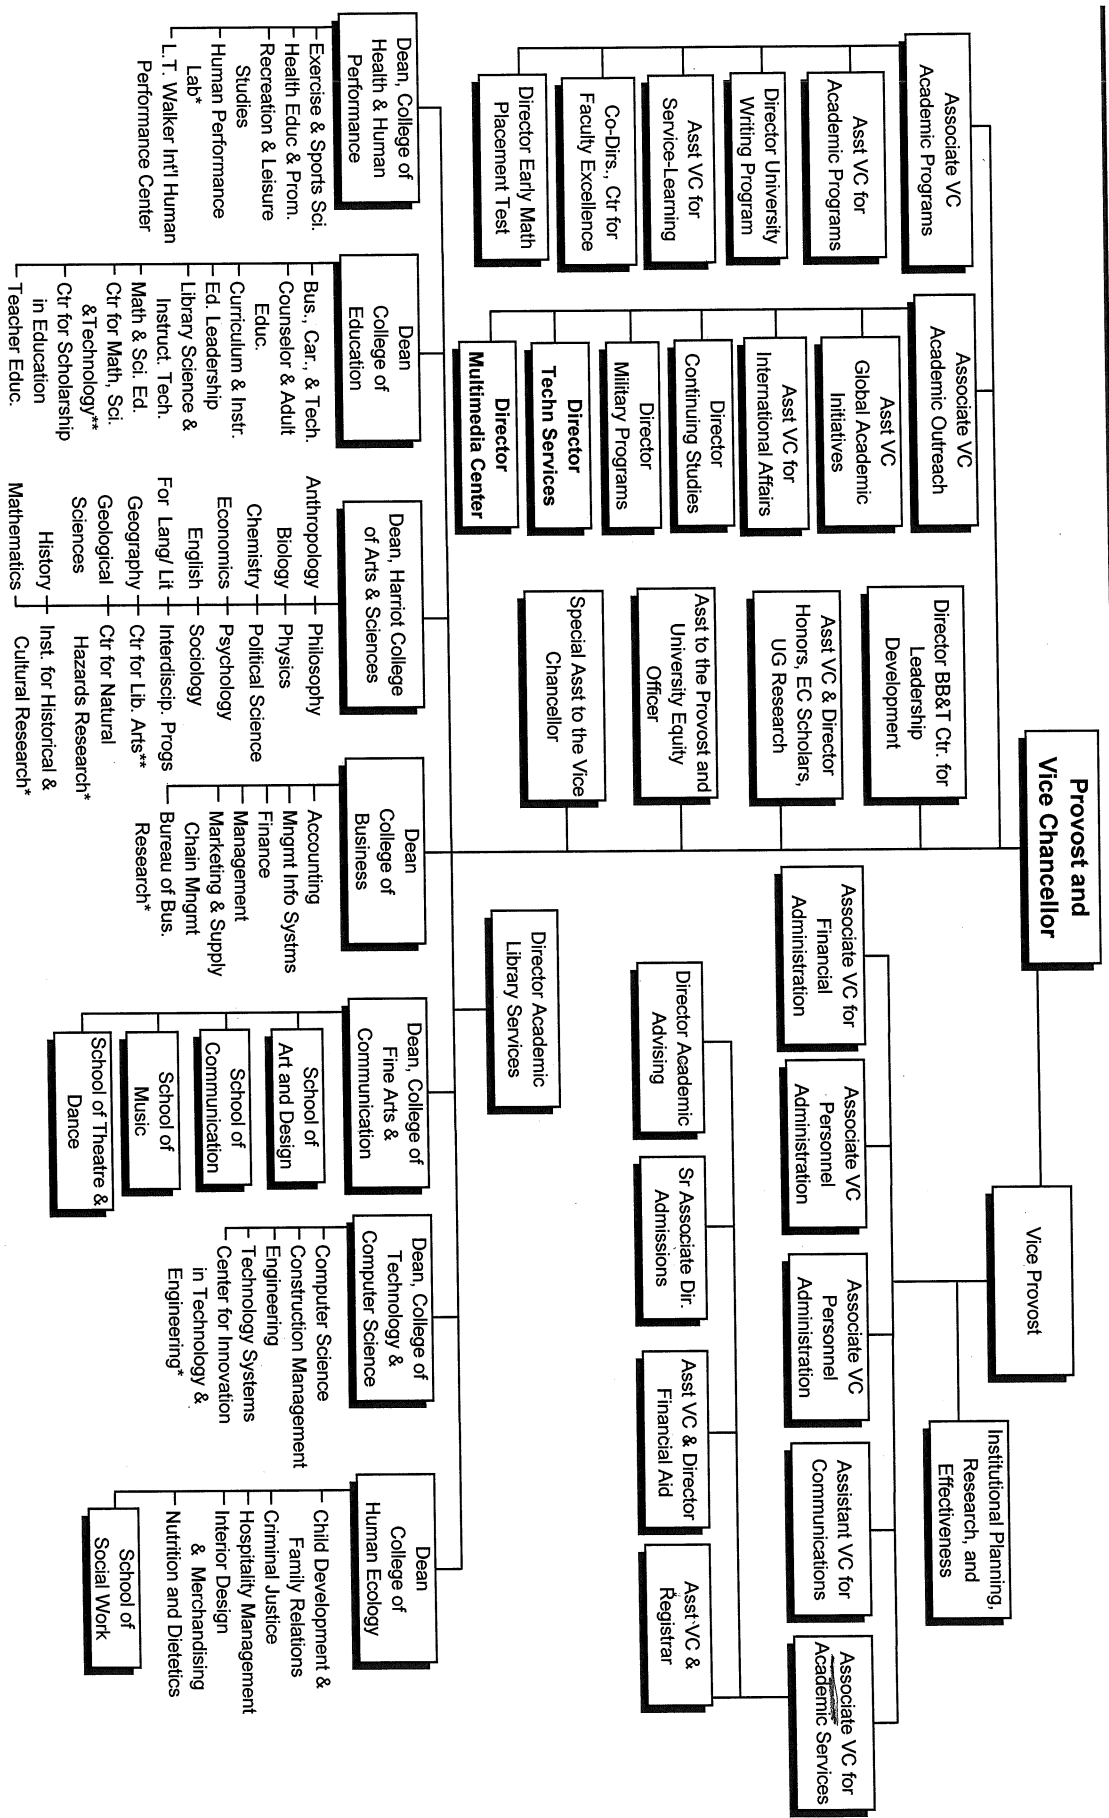 Provost and
Vice Chancellor
Vice Provost
Institutional Planning,
Research, and
Effectiveness
Associate VC
Academic Programs
Asst VC for
Academic Programs
Director University
Writing Program
Asst VC for
Service-Learning
Co-Dirs., Ctr for
Faculty Excellence
Director Early Math
Placement Test
Associate VC
Academic Outreach
Asst VC
Global Academic
Initiatives
Asst VC for
International Affairs
Director
Continuing Studies
Director
Military Programs
Director
Techn Services
Director
Multimedia Center
Director BB&T Ctr. for
Leadership
Development
Asst VC & Director
Honors, EC Scholars,
UG Research
Asst to the Provost and
University Equity
Officer
Special Asst to the Vice
Chancellor
Associate VC for
Financial
Administration
Associate VC
Personnel
Administration
Associate VC
Personnel
Administration
Assistant VC for
Communications
Associate VC for
Academic Services
Director Academic
Advising
Sr Associate Dir.
Admissions
Asst VC & Director
Financial Aid
Asst VC &
Registrar
Director Academic
Library Services
Dean, College of
Health & Human
Performance
Exercise & Sports Sci.
Health Educ & Prom.
Recreation & Leisure
Studies
Human Performance
Lab*
L.T. Walker Int'l Human
Performance Center
Dean
College of
Education
Bus., Car., & Tech.
Counselor & Adult
Educ.
Curriculum & Instr.
Ed. Leadership
Library Science &
Instruct. Tech.
Math & Sci. Ed.
Ctr for Math, Sci.
&Technology**
Ctr for Scholarship
in Education
Teacher Educ.
Dean, Harriot College
of Arts & Sciences
Anthropology
Biology
Chemistry
Economics
English
For Lang/ Lit
Geography
Geological
Sciences
History
Mathematics
Philosophy
Physics
Political Science
Psychology
Sociology
Interdiscip. Progs
Ctr for Lib. Arts**
Ctr for Natural
Hazards Research*
Inst. for Historical &
Cultural Research*
Dean
College of
Business
Accounting
Mngmt Info Systms
Finance
Management
Marketing & Supply
Chain Mngmt
Bureau of Bus.
Research*
Dean, College of
Fine Arts &
Communication
School of
Art and Design
School of
Communication
School of
Music
School of Theatre &
Dance
Dean, College of
Technology &
Computer Science
Computer Science
Construction Management
Engineering
Technology Systems
Center for Innovation
in Technology &
Engineering*
Dean
College of
Human Ecology
Child Development &
Family Relations
Criminal Justice
Hospitality Management
Interior Design
& Merchandising
Nutrition and Dietetics
School of
Social Work